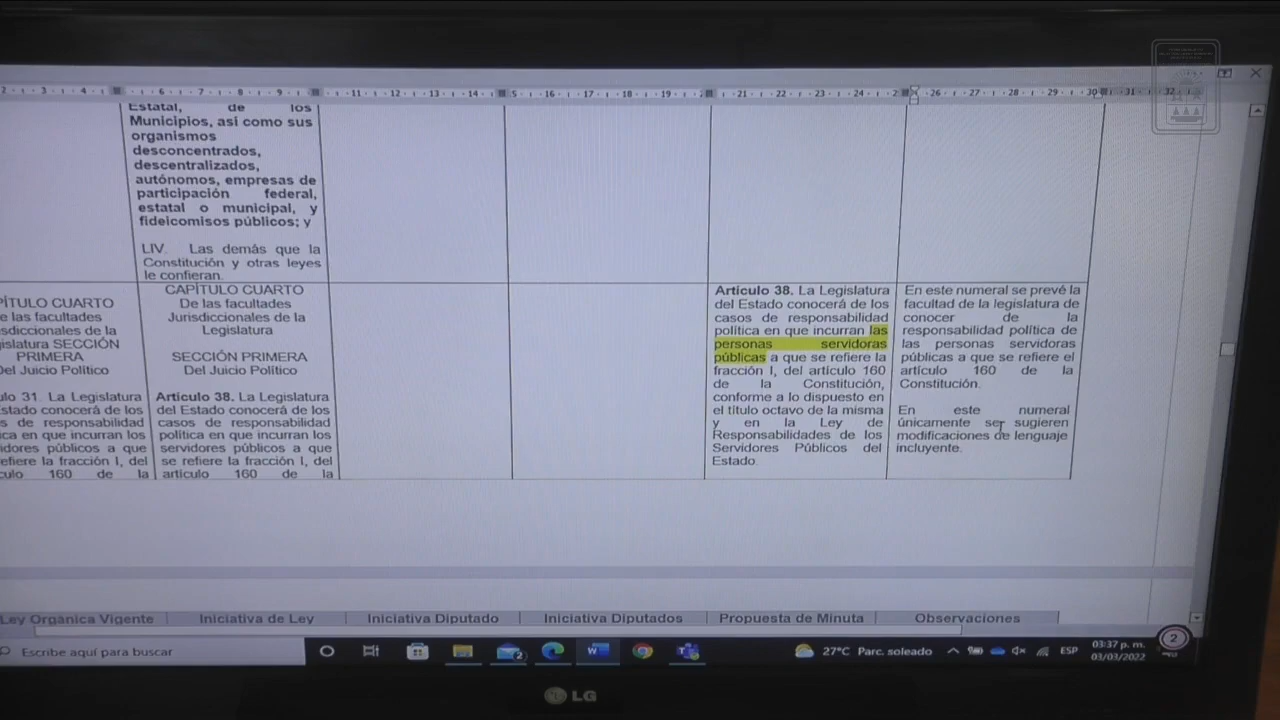 Estatal, de los
Municipios, así como sus
organismos
desconcentrados,
descentralizados,
autónomos, empresas de
participación federal,
estatal o municipal, y
fideicomisos públicos; y
LIV. Las demás que la
Constitución y otras leyes
le confieran.
PÍTULO CUARTO
e las facultades
sdiccionales de la
islatura SECCIÓN
PRIMERA
Del Juicio Político
ulo 31. La Legislatura
stado conocerá de los
s de responsabilidad
ica en que incurran los
idores públicos a que
efiere la fracción I, del
culo 160 de la
CAPÍTULO CUARTO
De las facultades
Jurisdiccionales de la
Legislatura
SECCIÓN PRIMERA
Del Juicio Político
Artículo 38. La Legislatura
del Estado conocerá de los
casos de responsabilidad
política en que incurran los
servidores públicos a que
se refiere la fracción I, del
artículo 160 de la
Artículo 38. La Legislatura
del Estado conocerá de los
casos de responsabilidad
política en que incurran las
personas servidoras
públicas a que se refiere la
fracción I, del artículo 160
de la Constitución,
conforme a lo dispuesto en
el título octavo de la misma
y en la Ley de
Responsabilidades de los
Servidores Públicos del
Estado.
En este numeral se prevé la
facultad de la legislatura de
conocer de la
responsabilidad política de
las personas servidoras
públicas a que se refiere el
artículo 160 de la
Constitución.
En este numeral
únicamente se sugieren
modificaciones de lenguaje
incluyente.
Ley Orgánica Vigente Iniciativa de Ley Iniciativa Diputado Iniciativa Diputados Propuesta de Minuta Observaciones
Escribe aquí para buscar
27°C Parc. soleado
ESP
03:37 p. m.
03/03/2022
2
LG